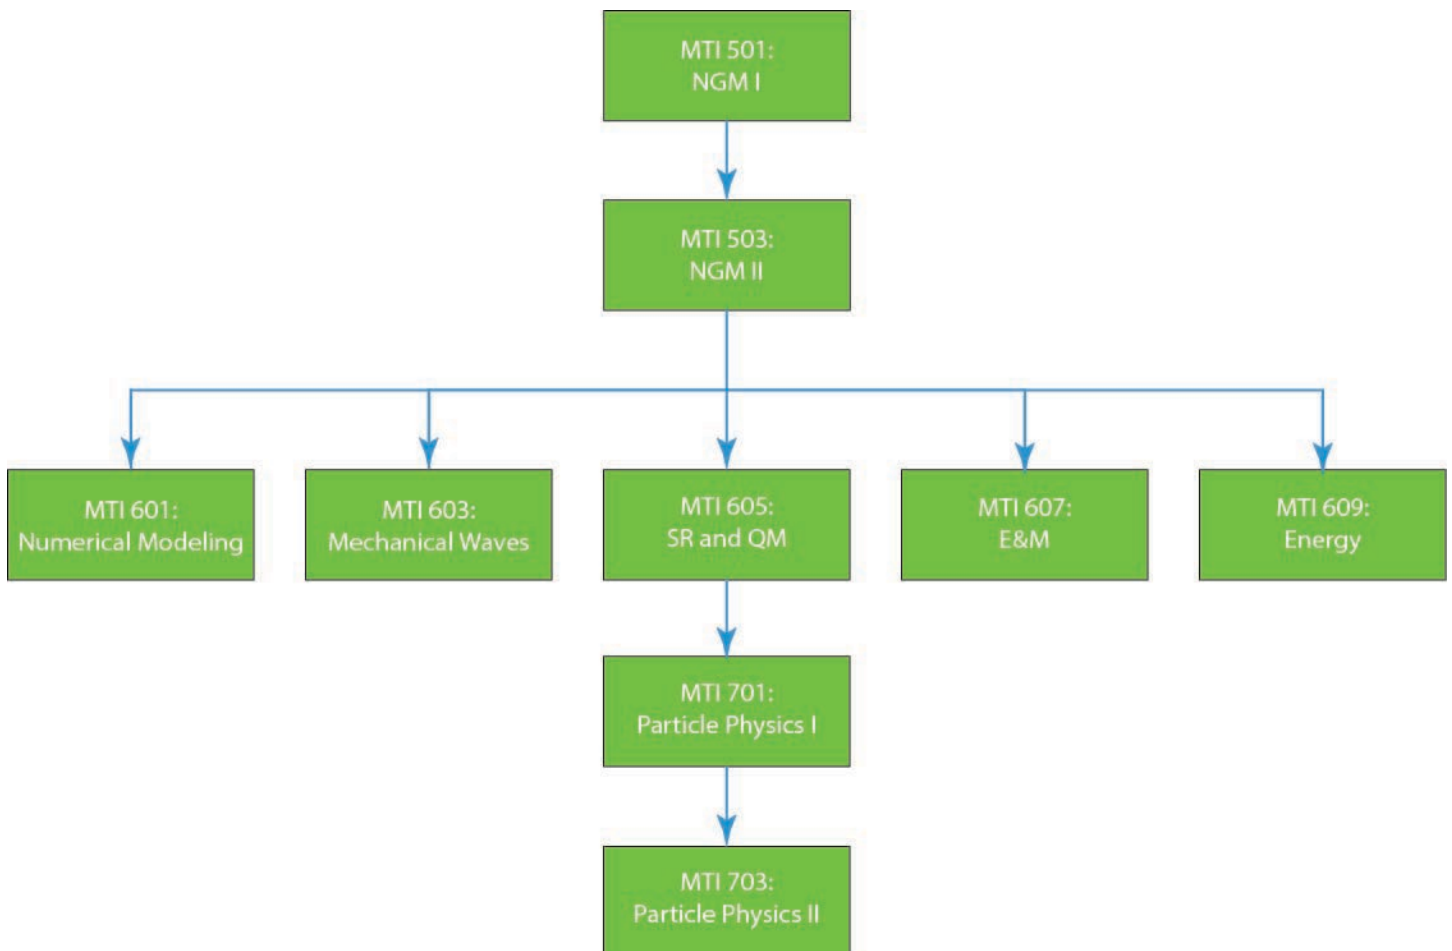 MTI 501:
NGM I
MTI 503:
NGM II
MTI 601:
Numerical Modeling
MTI 603:
Mechanical Waves
MTI 605:
SR and QM
MTI 607:
E&M
MTI 609:
Energy
MTI 701:
Particle Physics I
MTI 703:
Particle Physics II